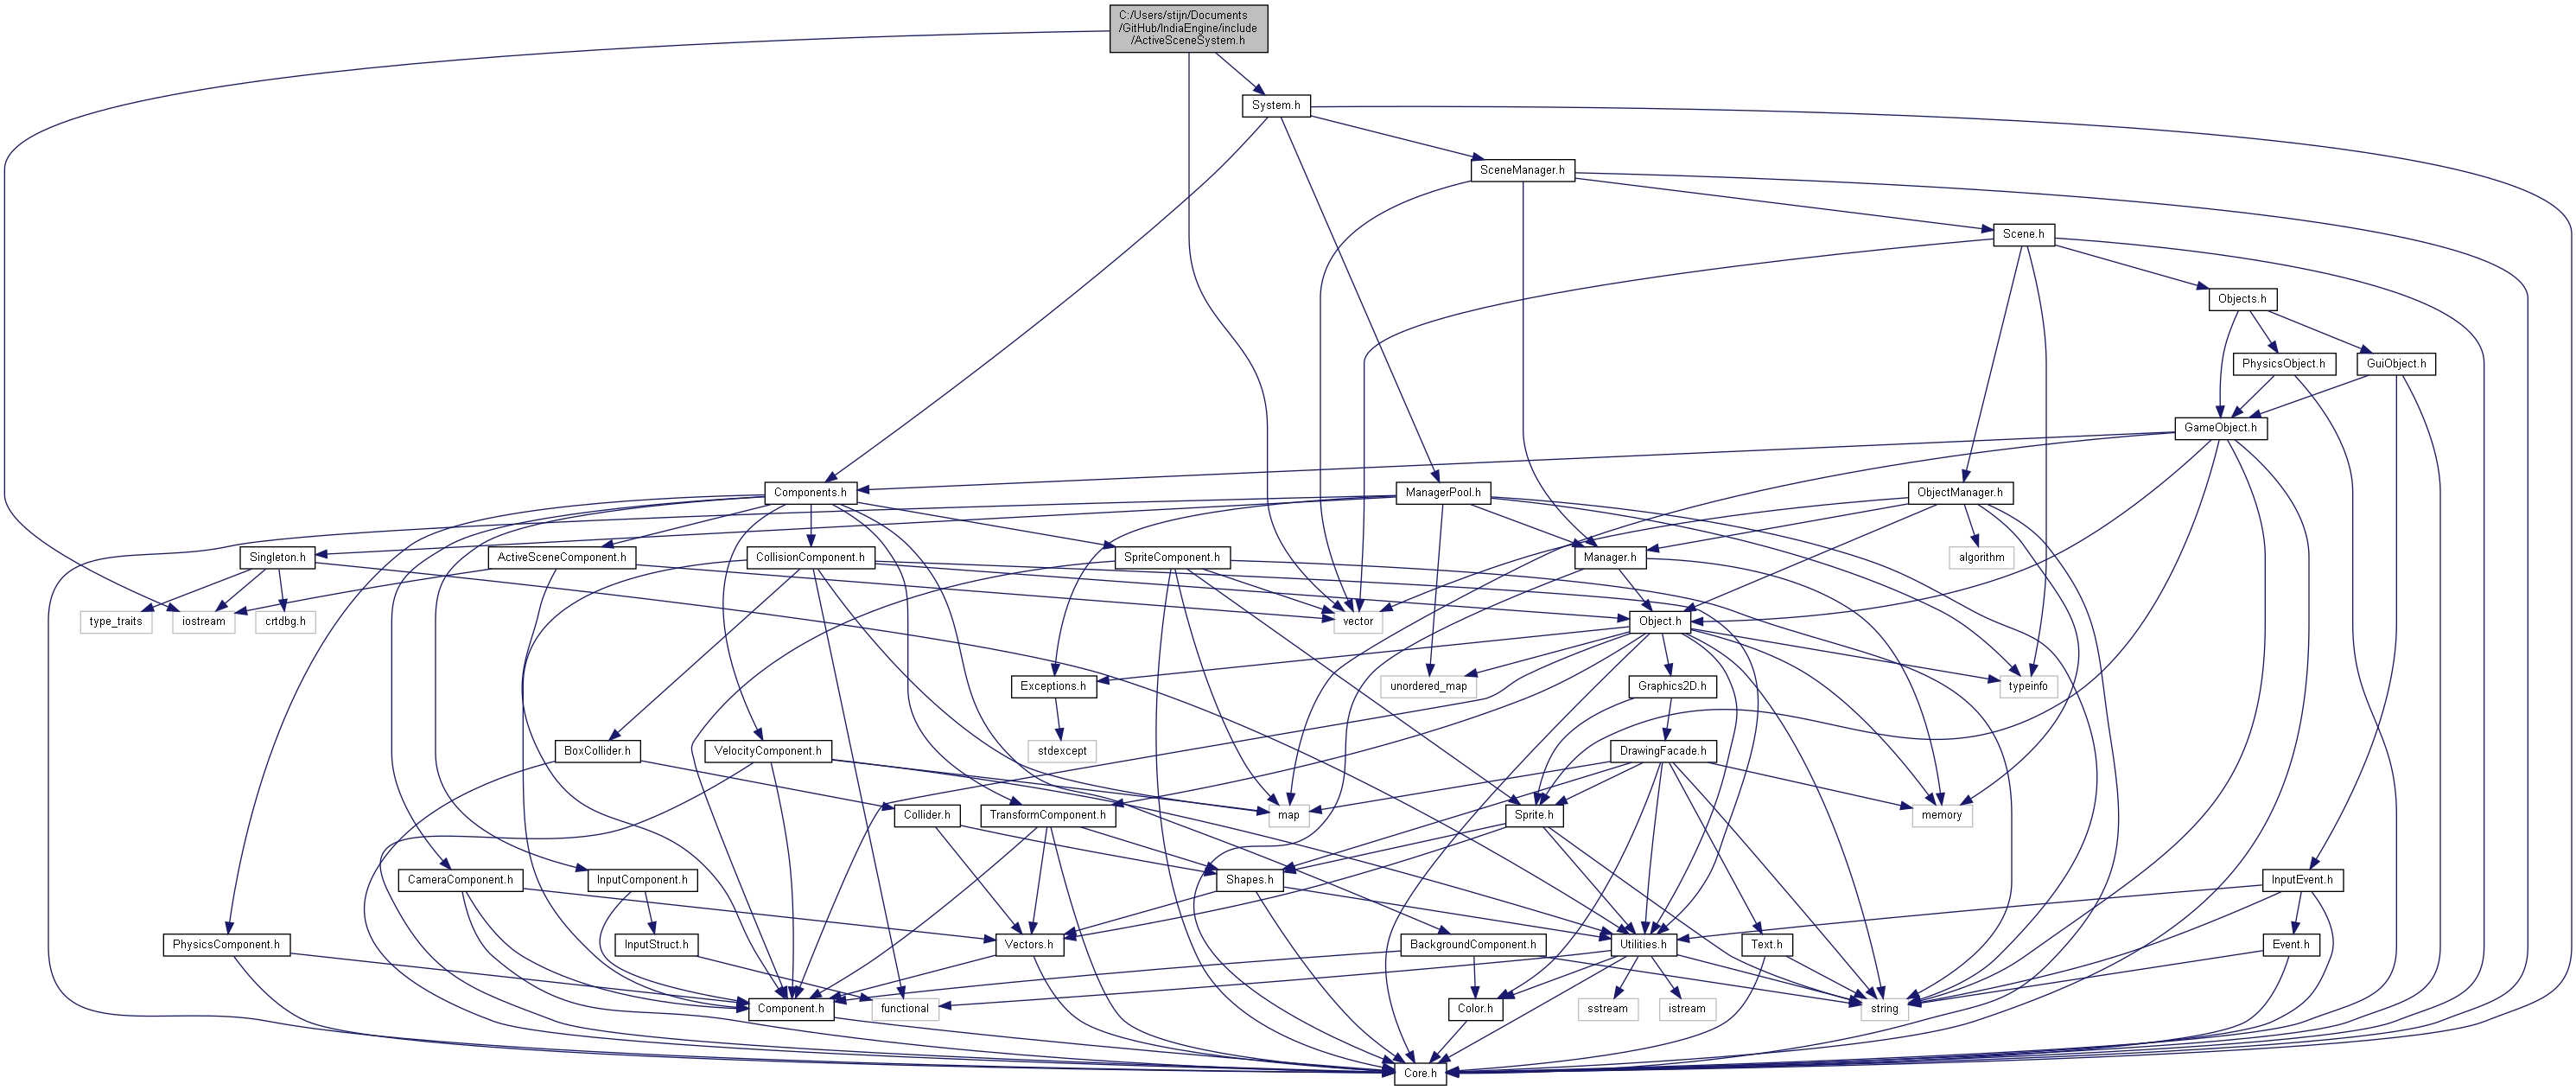 C:/Users/stijn/Documents
/GitHub/IndiaEngine/include
/ActiveSceneSystem.h
System.h
SceneManager.h
Scene.h
Objects.h
PhysicsObject.h
GuiObject.h
GameObject.h
Components.h
ManagerPool.h
ObjectManager.h
Singleton.h
ActiveSceneComponent.h
CollisionComponent.h
SpriteComponent.h
Manager.h
algorithm
type_traits
iostream
crtdbg.h
vector
Object.h
Exceptions.h
unordered_map
Graphics2D.h
typeinfo
BoxCollider.h
VelocityComponent.h
stdexcept
DrawingFacade.h
Collider.h
TransformComponent.h
map
Sprite.h
memory
CameraComponent.h
InputComponent.h
Shapes.h
InputEvent.h
PhysicsComponent.h
InputStruct.h
Vectors.h
BackgroundComponent.h
Utilities.h
Text.h
Event.h
Component.h
functional
Color.h
sstream
istream
string
Core.h